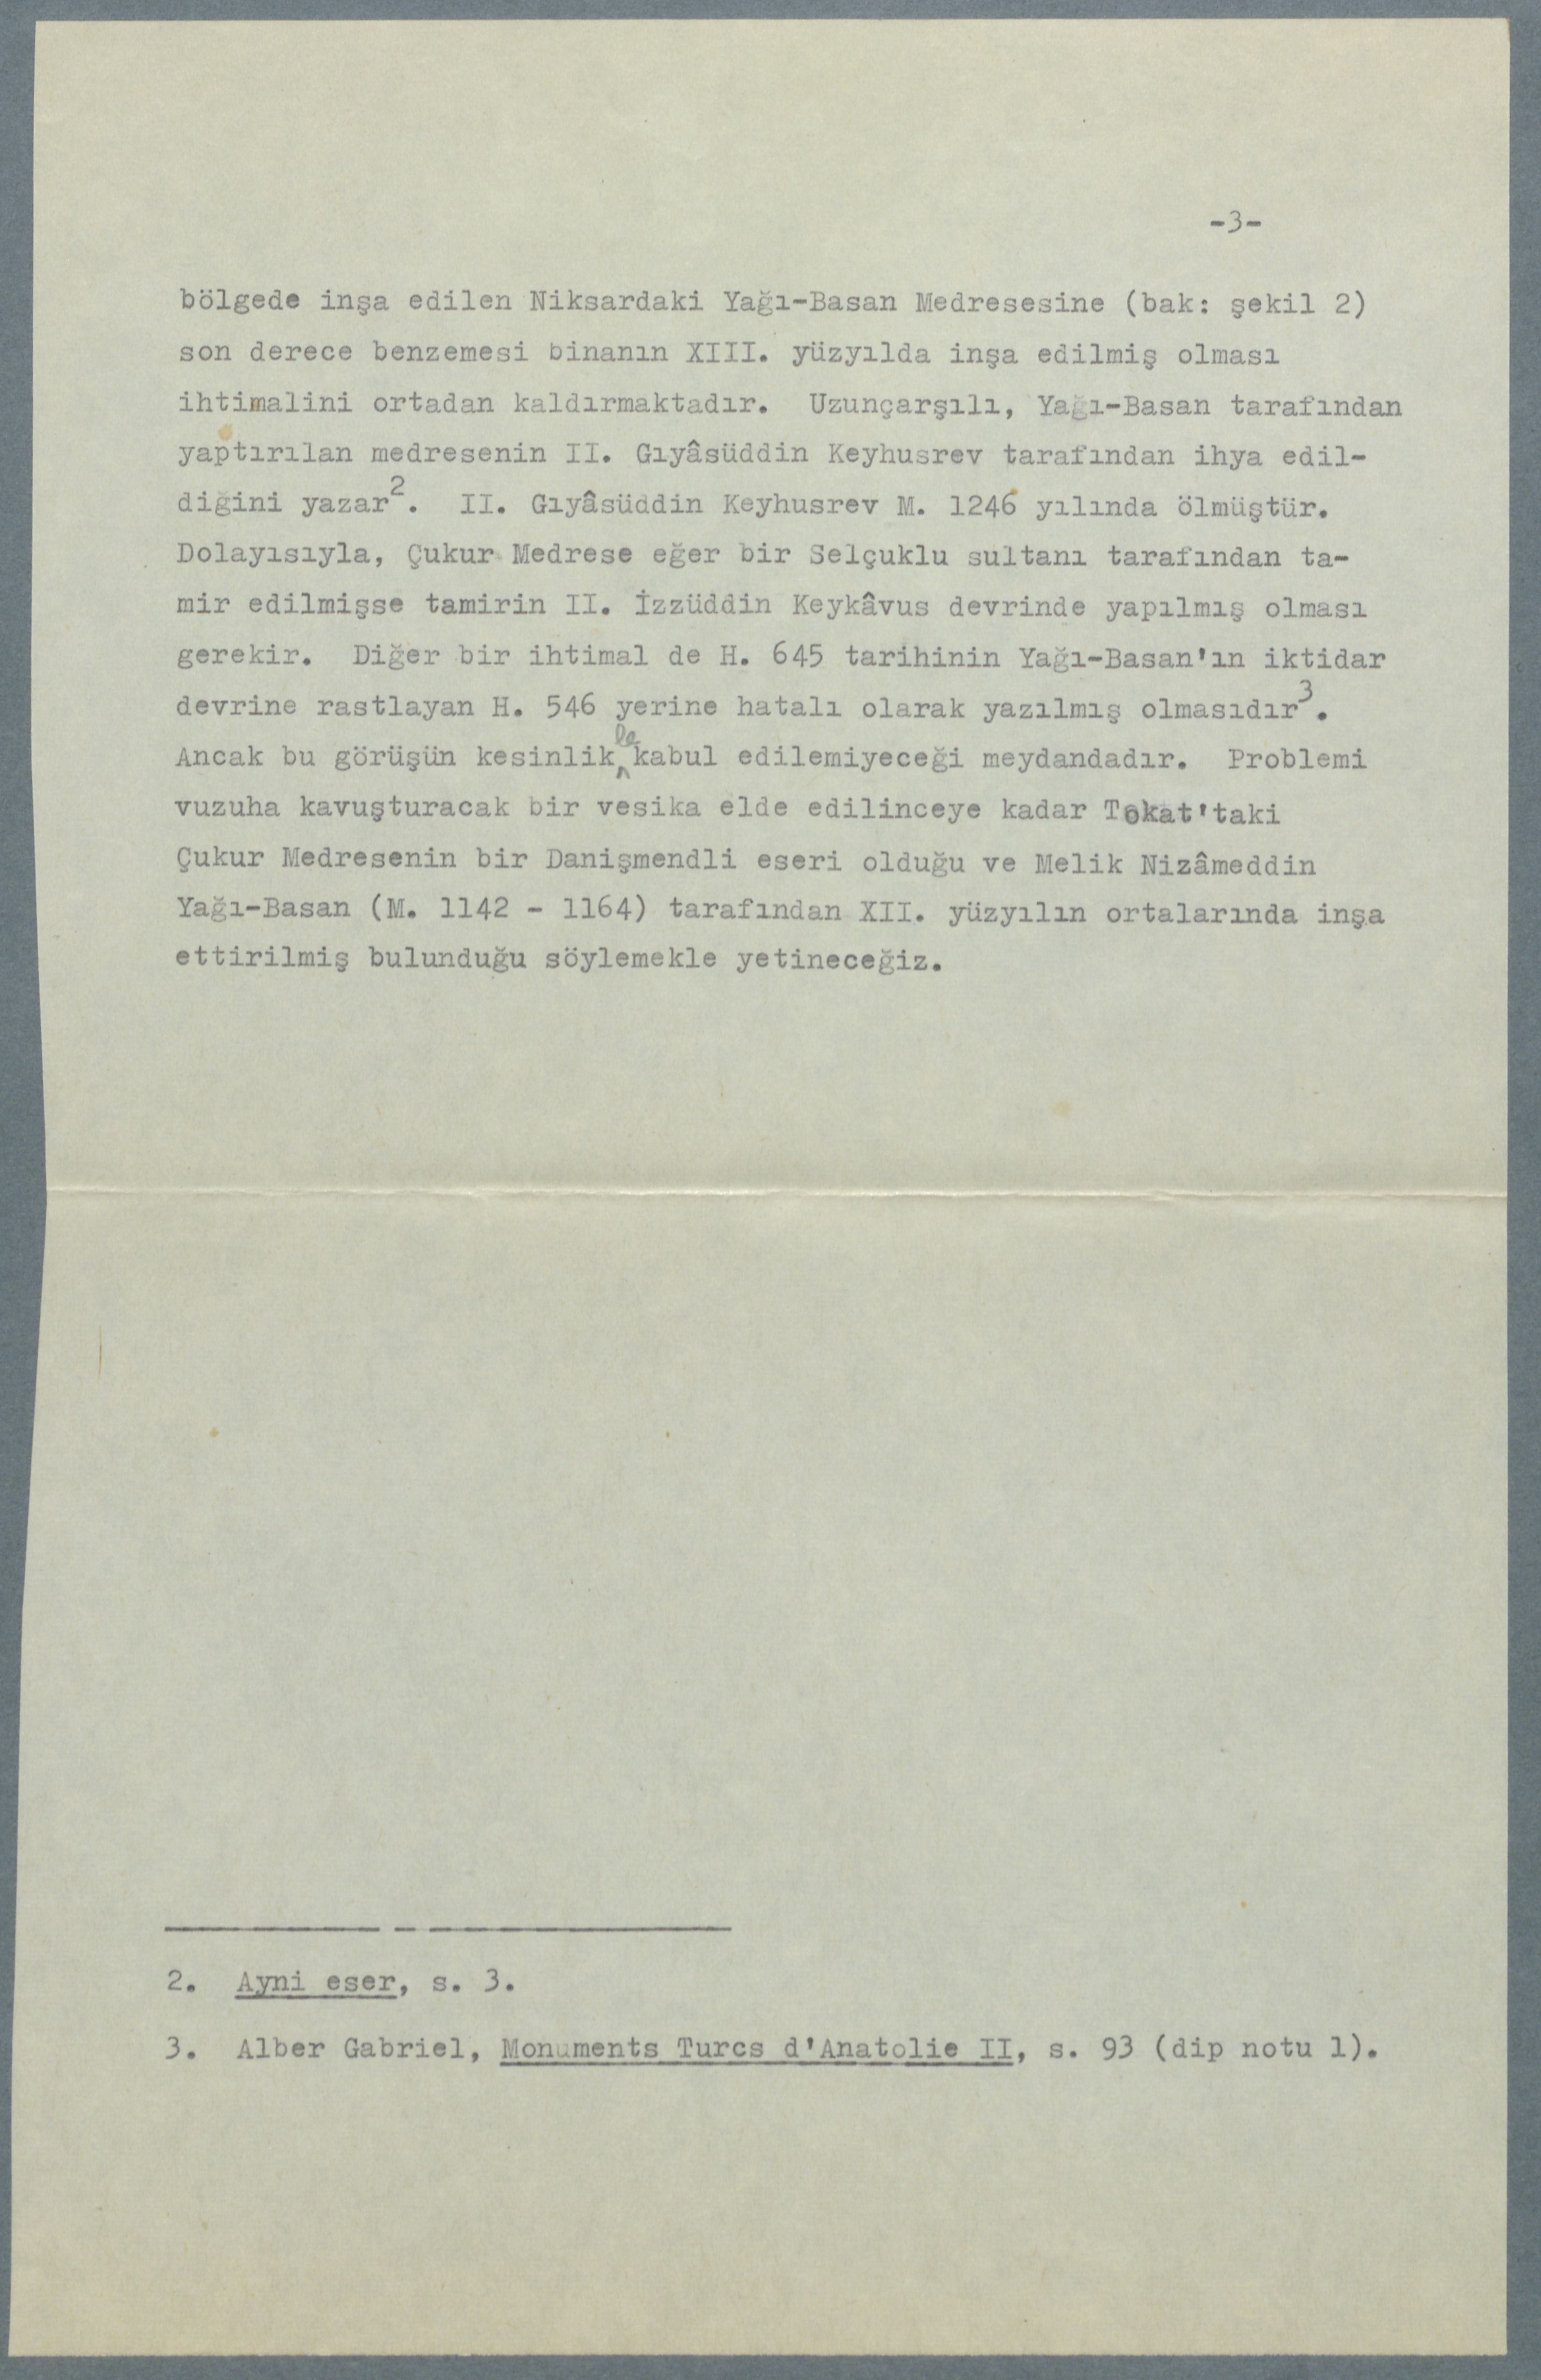 -3-
bölgede inşa edilen Niksardaki Yağı-Basan Medresesine (bak: şekil 2)
son derece benzemesi binanın XIII. yüzyılda inşa edilmiş olması
ihtimalini ortadan kaldırmaktadır. Uzunçarşılı, Yağı-Basan tarafından
yaptırılan medresenin II. Gıyâsüddin Keyhusrev tarafından ihya edil-
diğini yazar². II. Gıyâsüddin Keyhusrev M. 1246 yılında ölmüştür.
Dolayısıyla, Çukur Medrese eğer bir Selçuklu sultanı tarafından ta-
mir edilmişse tamirin II. İzzüddin Keykâvus devrinde yapılmış olması
gerekir. Diğer bir ihtimal de H. 645 tarihinin Yağı-Basan'ın iktidar
devrine rastlayan H. 546 yerine hatalı olarak yazılmış olmasıdır³.
Ancak bu görüşün kesinlikle kabul edilemiyeceği meydandadır. Problemi
vuzuha kavuşturacak bir vesika elde edilinceye kadar Tokat'taki
Çukur Medresenin bir Danişmendli eseri olduğu ve Melik Nizâmeddin
Yağı-Basan (M. 1142 - 1164) tarafından XII. yüzyılın ortalarında inşa
ettirilmiş bulunduğu söylemekle yetineceğiz.
2. Ayni eser, s. 3.
3. Alber Gabriel, Monuments Turcs d'Anatolie II, s. 93 (dip notu 1).